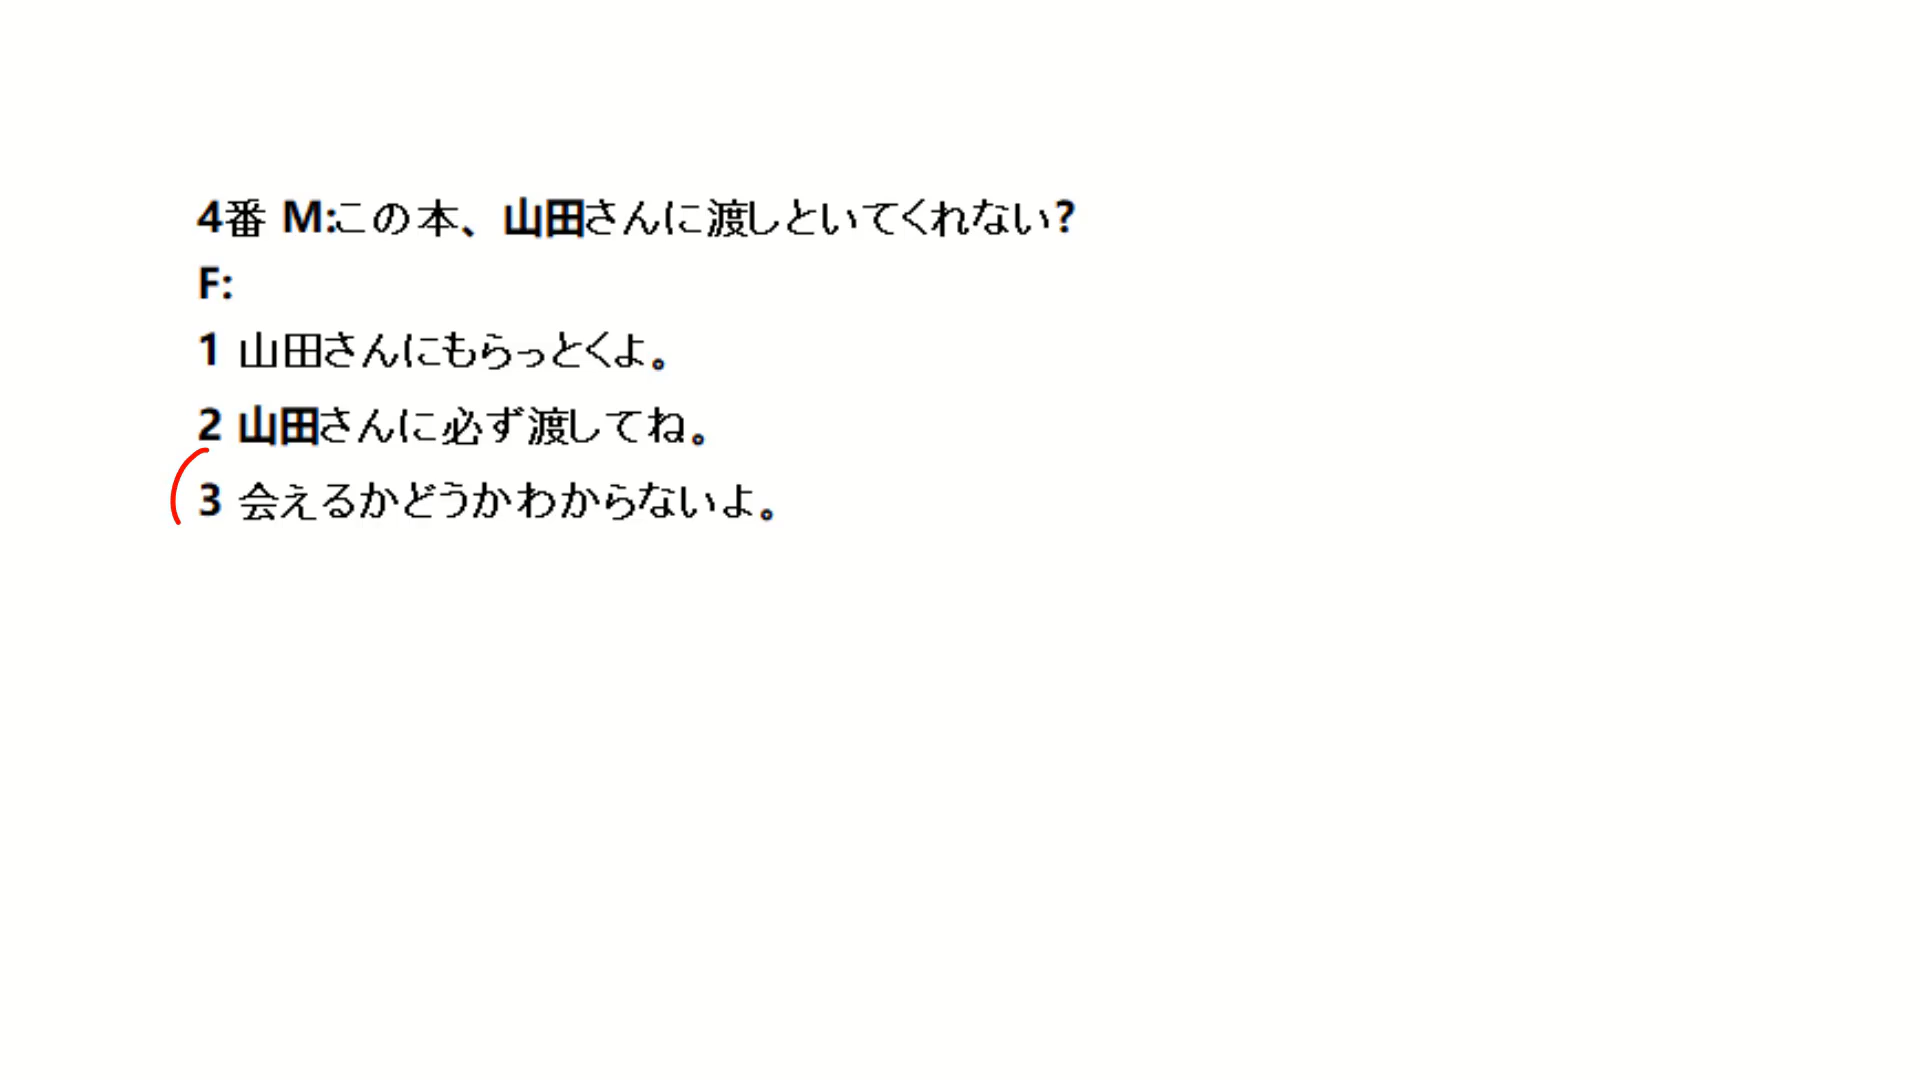 4番 M:この本、山田さんに渡しといてくれない?
F:
1 山田さんにもらっとくよ。
2 山田さんに必ず渡してね。
3 会えるかどうかわからないよ。